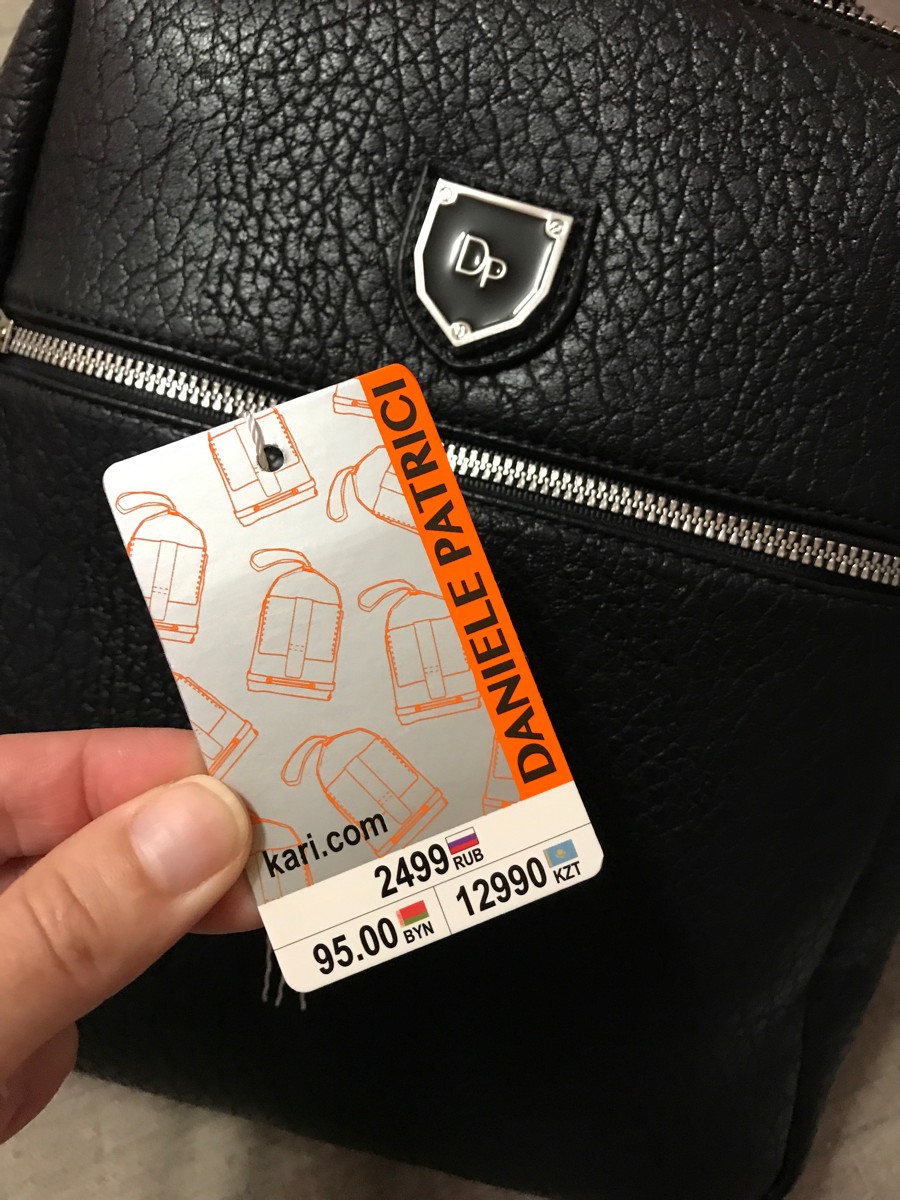 DP
DANIELE PATRICI
kari.com
2499 RUB
95.00 BYN
12990 KZT